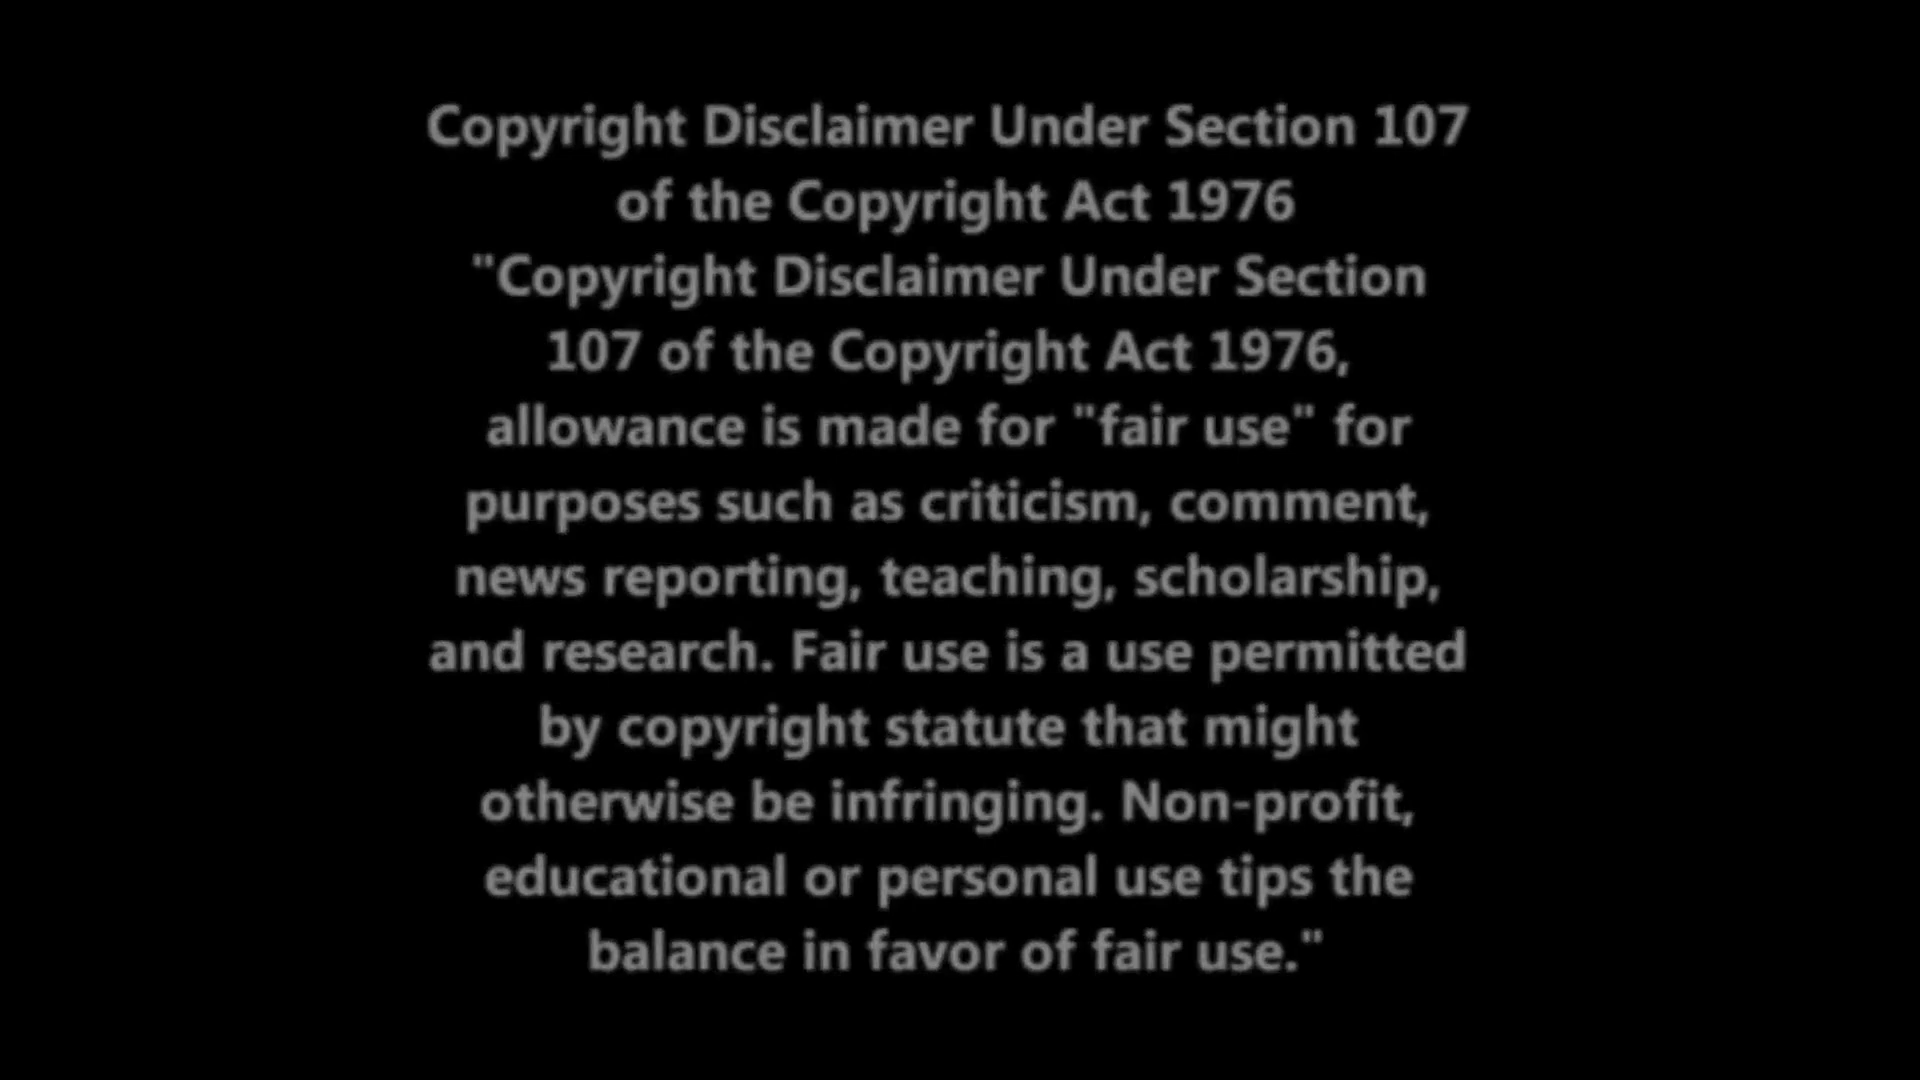 Copyright Disclaimer Under Section 107
of the Copyright Act 1976
"Copyright Disclaimer Under Section
107 of the Copyright Act 1976,
allowance is made for "fair use" for
purposes such as criticism, comment,
news reporting, teaching, scholarship,
and research. Fair use is a use permitted
by copyright statute that might
otherwise be infringing. Non-profit,
educational or personal use tips the
balance in favor of fair use."